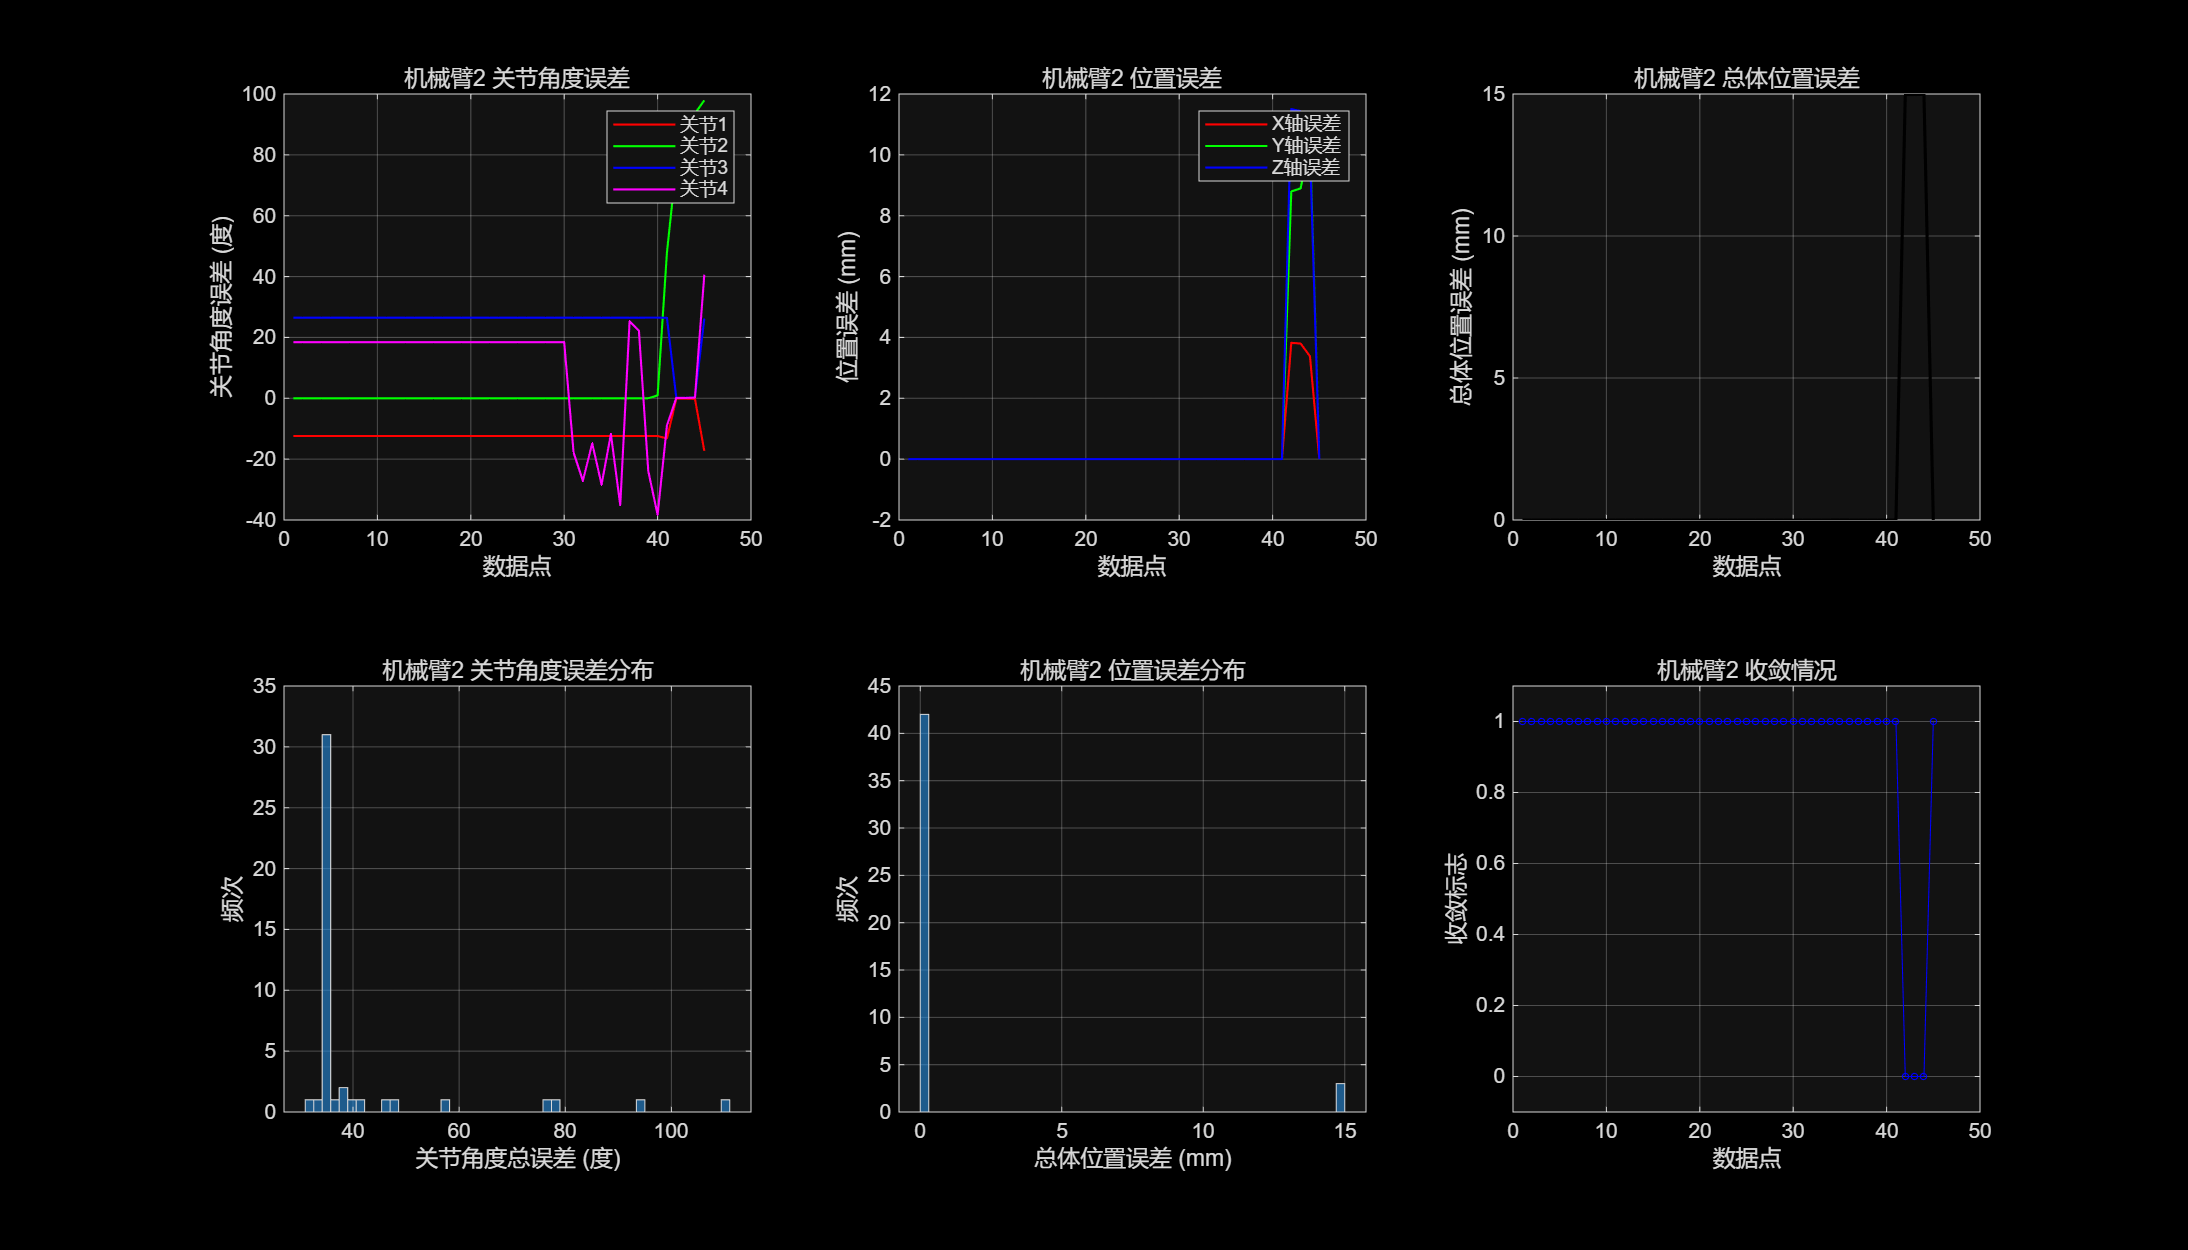 机械臂2 关节角度误差
100
80
60
40
20
0
-20
-40
0 10 20 30 40 50
关节角度误差 (度)
数据点
关节1
关节2
关节3
关节4
机械臂2 位置误差
12
10
8
6
4
2
0
-2
0 10 20 30 40 50
位置误差 (mm)
数据点
X轴误差
Y轴误差
Z轴误差
机械臂2 总体位置误差
15
10
5
0
0 10 20 30 40 50
总体位置误差 (mm)
数据点
机械臂2 关节角度误差分布
35
30
25
20
15
10
5
0
40 60 80 100
频次
关节角度总误差 (度)
机械臂2 位置误差分布
45
40
35
30
25
20
15
10
5
0
0 5 10 15
频次
总体位置误差 (mm)
机械臂2 收敛情况
1
0.8
0.6
0.4
0.2
0
0 10 20 30 40 50
收敛标志
数据点